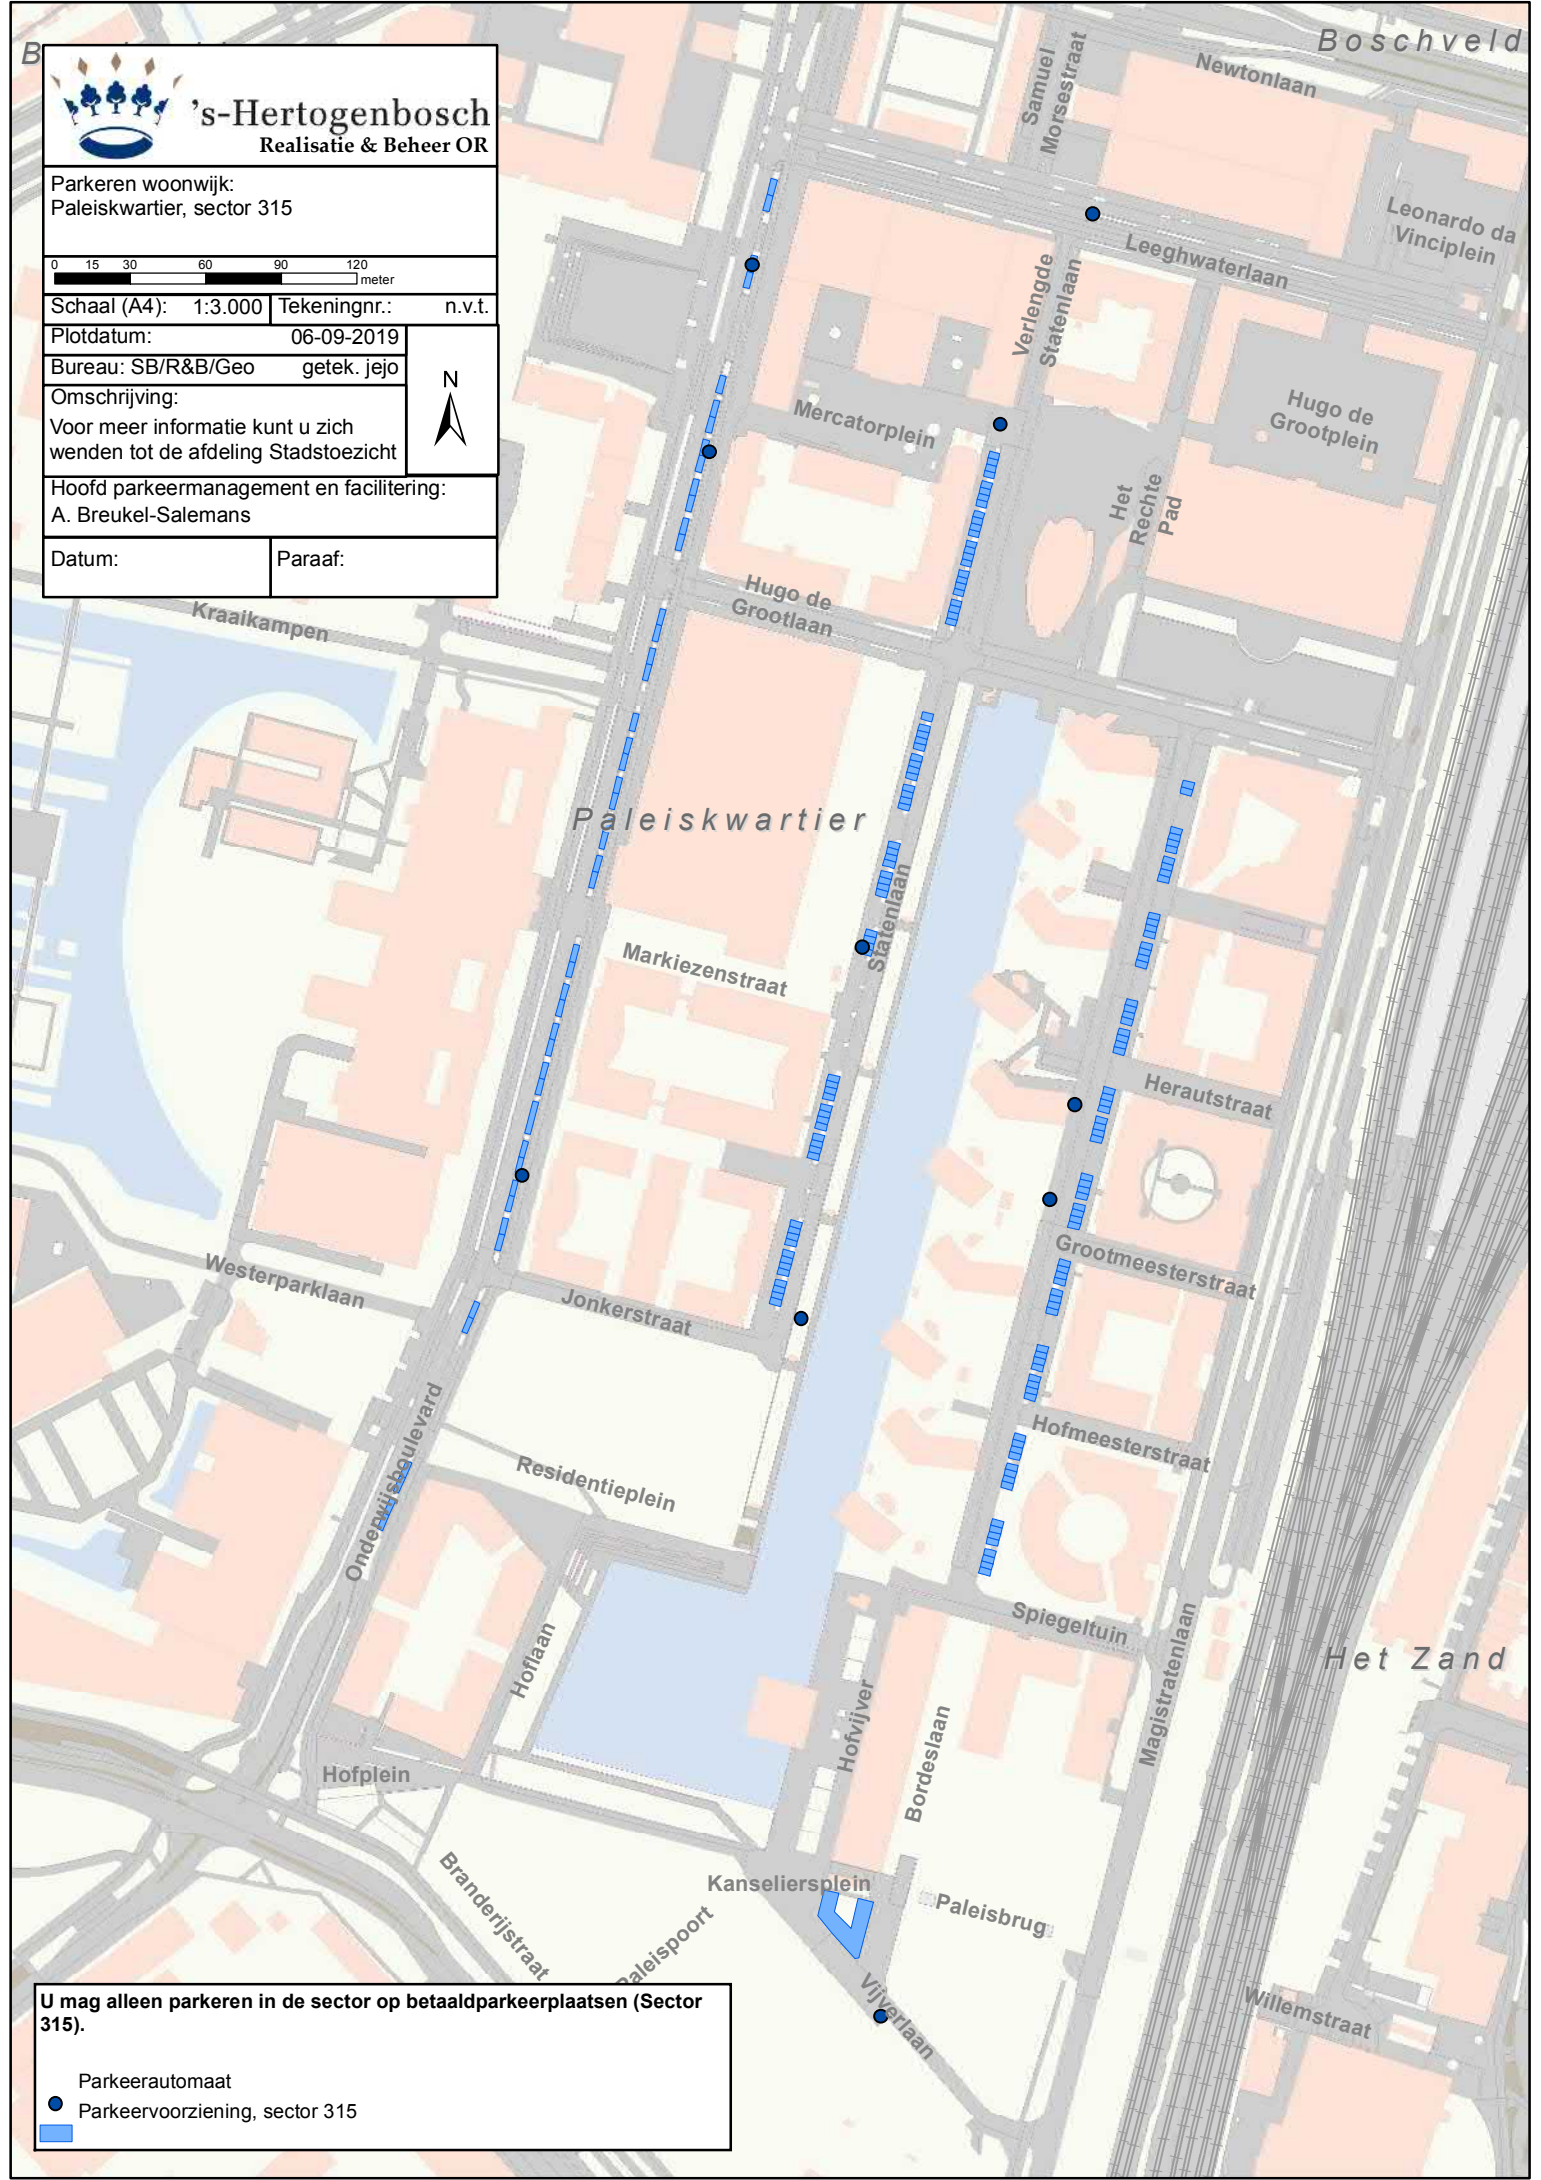 's-Hertogenbosch
Realisatie & Beheer OR
Parkeren woonwijk:
Paleiskwartier, sector 315
0 15 30 60 90 120
meter
Schaal (A4): 1:3.000 Tekeningnr.: n.v.t.
Plotdatum: 06-09-2019
Bureau: SB/R&B/Geo getek. jejo
N
Omschrijving:
Voor meer informatie kunt u zich
wenden tot de afdeling Stadstoezicht
Hoofd parkeermanagement en facilitering:
A. Breukel-Salemans
Datum: Paraaf:
Boschveld
Newtonlaan
Samuel
Morsestraat
Leonardo da
Vinciplein
Leeghwaterlaan
Verlengde
Statenlaan
Mercatorplein
Hugo de
Grootplein
Het
Rechte
Pad
Hugo de
Grootlaan
Kraaikampen
Paleiskwartier
Statenlaan
Markiezenstraat
Herautstraat
Grootmeesterstraat
Westerparklaan
Jonkerstraat
Hofmeesterstraat
Onderwijsboulevard
Residentieplein
Spiegeltuin
Hoflaan
Het Zand
Magistratenlaan
Hofvijver
Bordeslaan
Hofplein
Kanseliersplein
Branderijstraat
Paleispoort
Paleisbrug
Vijverlaan
Willemstraat
U mag alleen parkeren in de sector op betaaldparkeerplaatsen (Sector
315).
Parkeerautomaat
Parkeervoorziening, sector 315